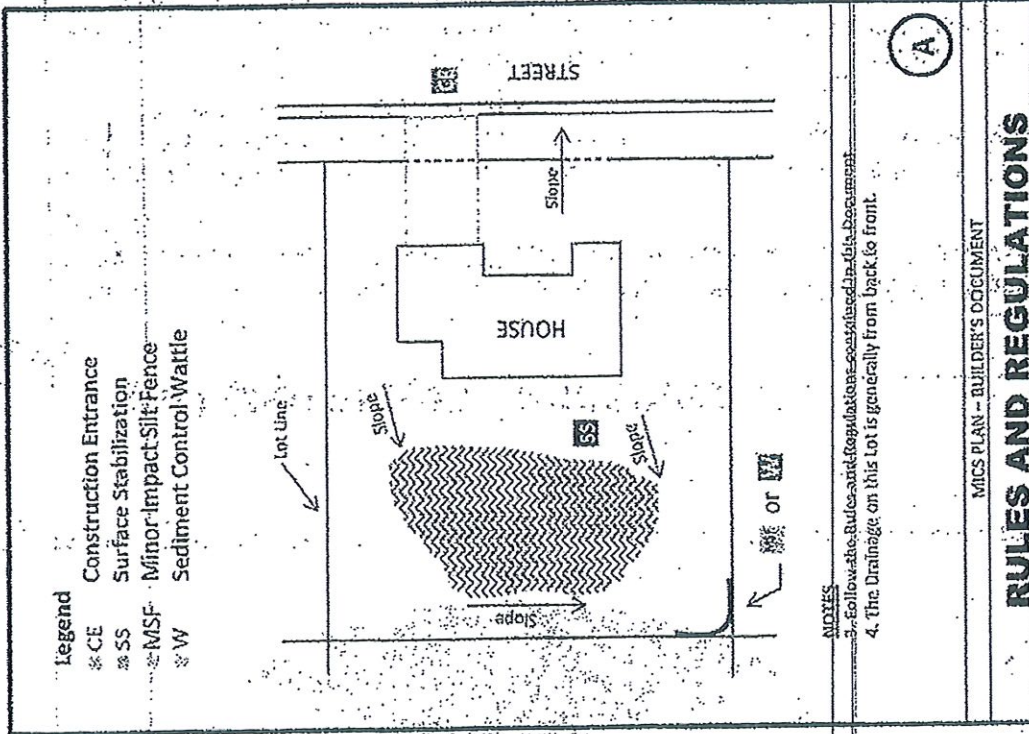 Legend
CE Construction Entrance
SS Surface Stabilization
MSF Minor Impact Silt Fence
W Sediment Control Wattle
Lot Line
Slope
Slope
Slope
Slope
SS
HOUSE
STREET
or W
NOTES
3. Follow the Rules and Regulations contained in this Document
4. The Drainage on this Lot is generally from back to front.
A
MICS PLAN – BUILDER'S DOCUMENT
RULES AND REGULATIONS